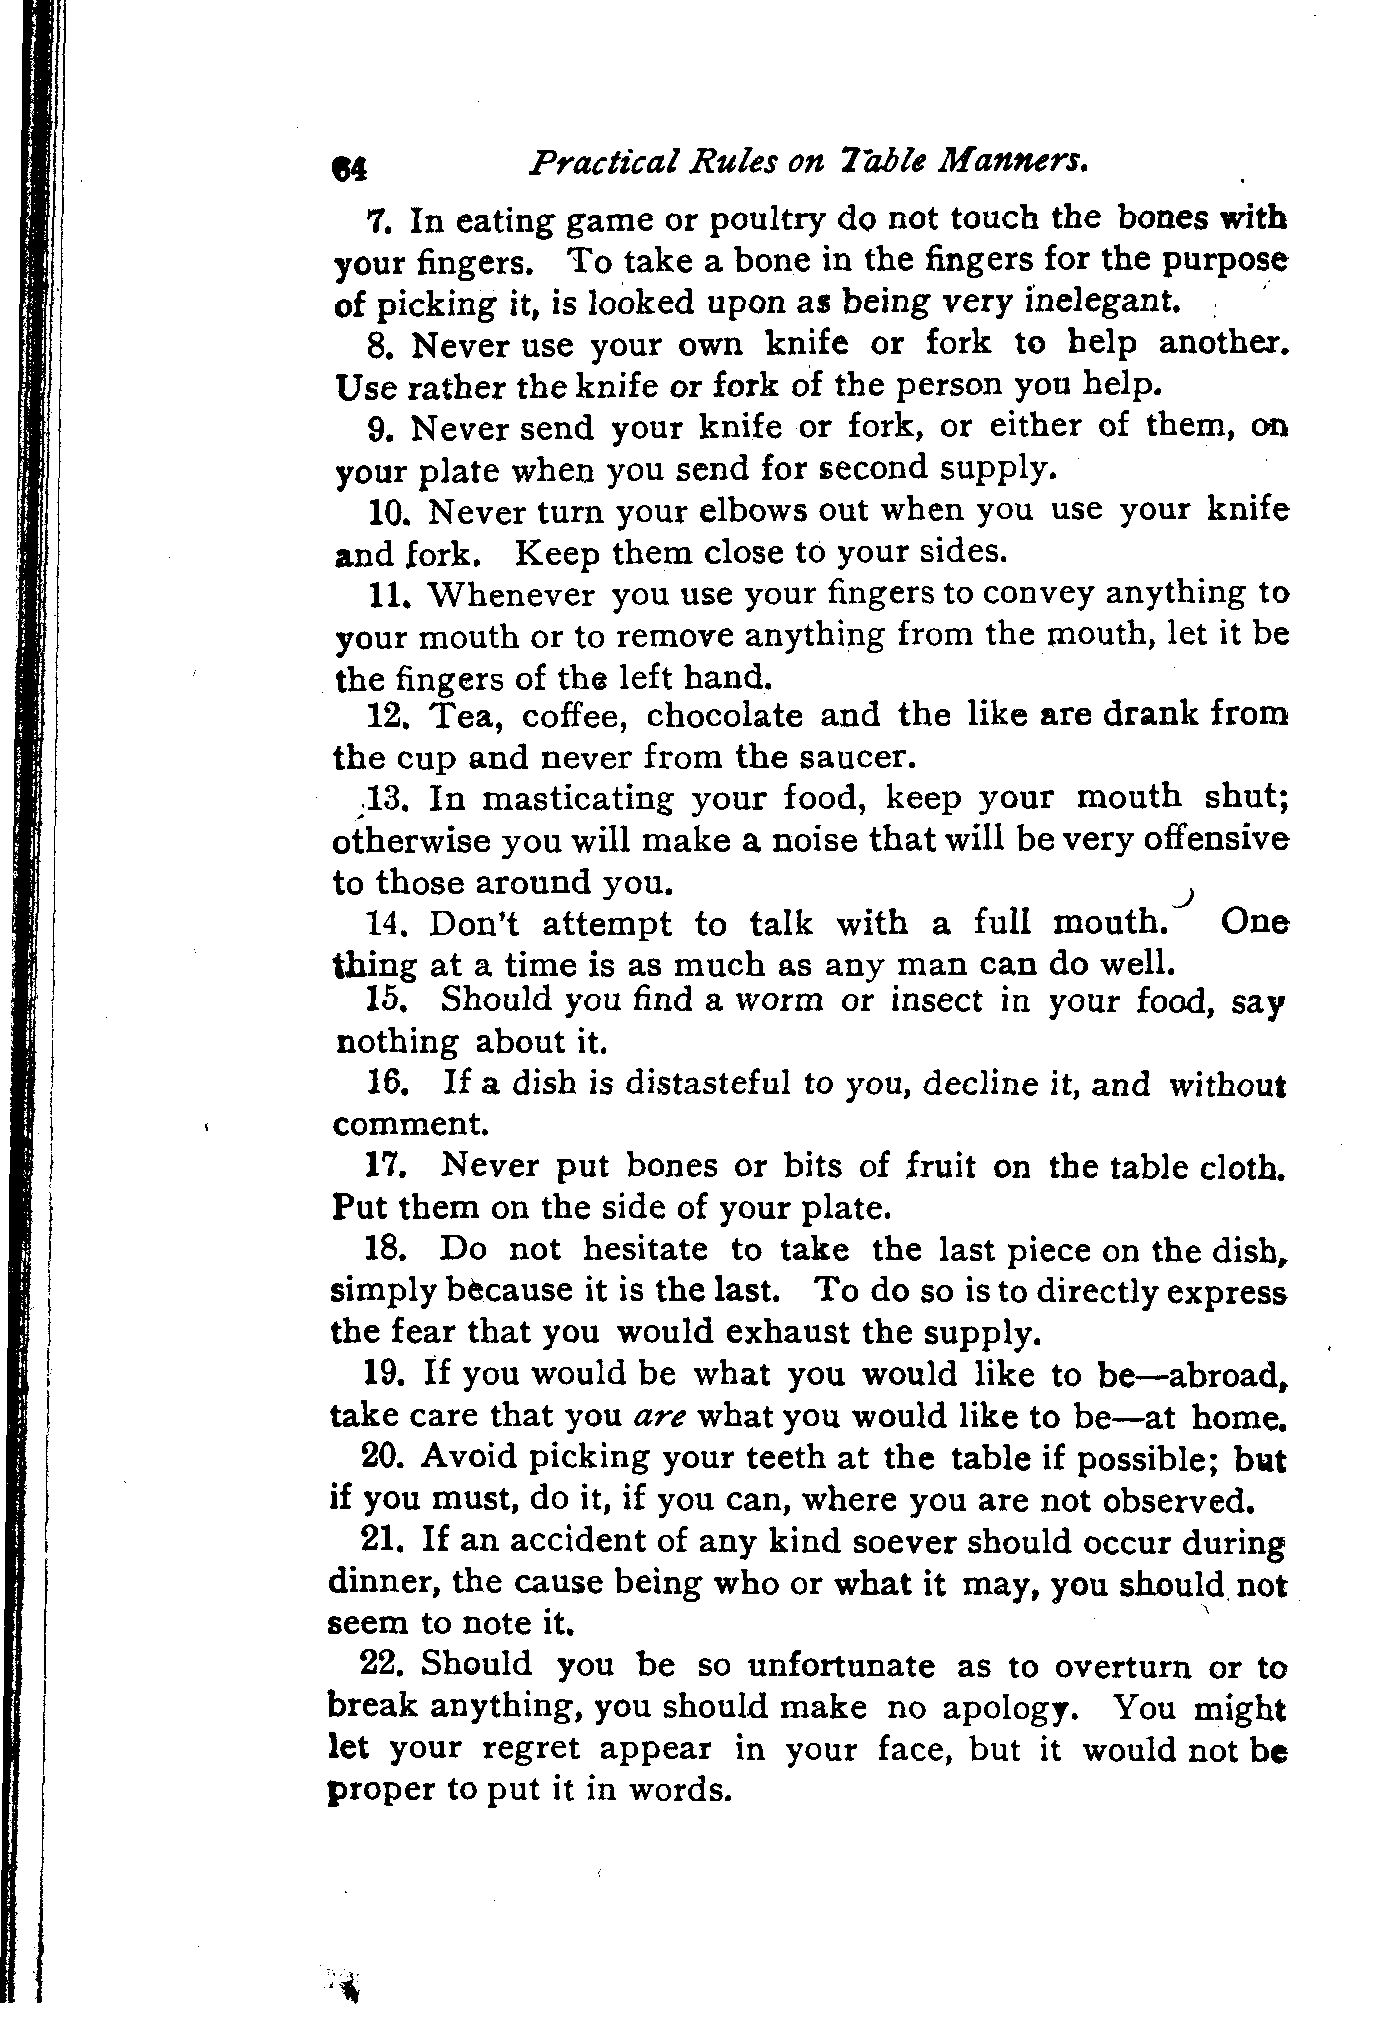 64 Practical Rules on Table Manners.
7. In eating game or poultry do not touch the bones with
your fingers. To take a bone in the fingers for the purpose
of picking it, is looked upon as being very inelegant.
8. Never use your own knife or fork to help another.
Use rather the knife or fork of the person you help.
9. Never send your knife or fork, or either of them, on
your plate when you send for second supply.
10. Never turn your elbows out when you use your knife
and fork. Keep them close to your sides.
11. Whenever you use your fingers to convey anything to
your mouth or to remove anything from the mouth, let it be
the fingers of the left hand.
12. Tea, coffee, chocolate and the like are drank from
the cup and never from the saucer.
13. In masticating your food, keep your mouth shut;
otherwise you will make a noise that will be very offensive
to those around you.
14. Don't attempt to talk with a full mouth. One
thing at a time is as much as any man can do well.
15. Should you find a worm or insect in your food, say
nothing about it.
16. If a dish is distasteful to you, decline it, and without
comment.
17. Never put bones or bits of fruit on the table cloth.
Put them on the side of your plate.
18. Do not hesitate to take the last piece on the dish,
simply because it is the last. To do so is to directly express
the fear that you would exhaust the supply.
19. If you would be what you would like to be—abroad,
take care that you are what you would like to be—at home.
20. Avoid picking your teeth at the table if possible; but
if you must, do it, if you can, where you are not observed.
21. If an accident of any kind soever should occur during
dinner, the cause being who or what it may, you should not
seem to note it.
22. Should you be so unfortunate as to overturn or to
break anything, you should make no apology. You might
let your regret appear in your face, but it would not be
proper to put it in words.